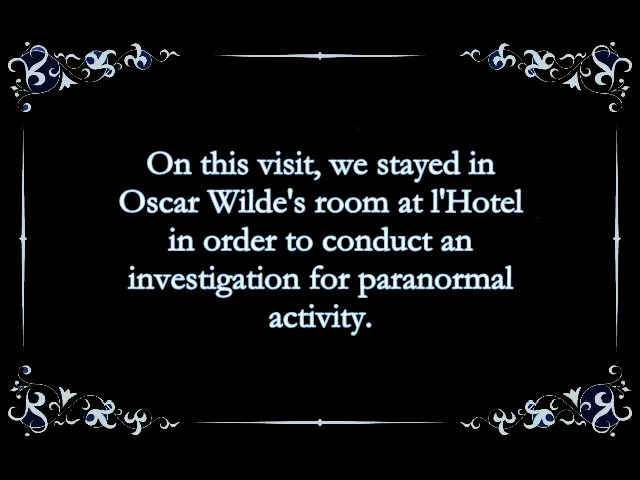 On this visit, we stayed in
Oscar Wilde's room at l'Hotel
in order to conduct an
investigation for paranormal
activity.